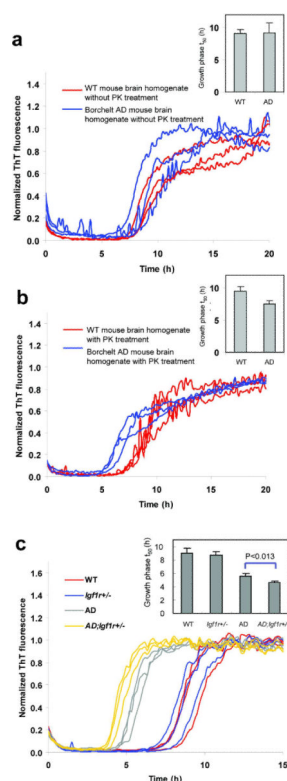 a
Growth phase t50 (h)
10
5
0
WT
AD
WT mouse brain homogenate
without PK treatment
Borchelt AD mouse brain
homogenate without PK treatment
Normalized ThT fluorescence
1.4
1.2
1.0
0.8
0.6
0.4
0.2
0.0
0
5
10
15
20
Time (h)
b
Growth phase t50 (h)
10
5
0
WT
AD
WT mouse brain homogenate
with PK treatment
Borchelt AD mouse brain
homogenate with PK treatment
Normalized ThT fluorescence
1.4
1.2
1.0
0.8
0.6
0.4
0.2
0.0
0
5
10
15
20
Time (h)
c
WT
Igf1r+/-
AD
AD;Igf1r+/-
Growth phase t50 (h)
10
8
6
4
2
0
P<0.013
WT
Igf1r+/-
AD
AD;Igf1r+/-
Normalized ThT fluorescence
1.4
1.2
1.0
0.8
0.6
0.4
0.2
0.0
0
5
10
15
Time (h)